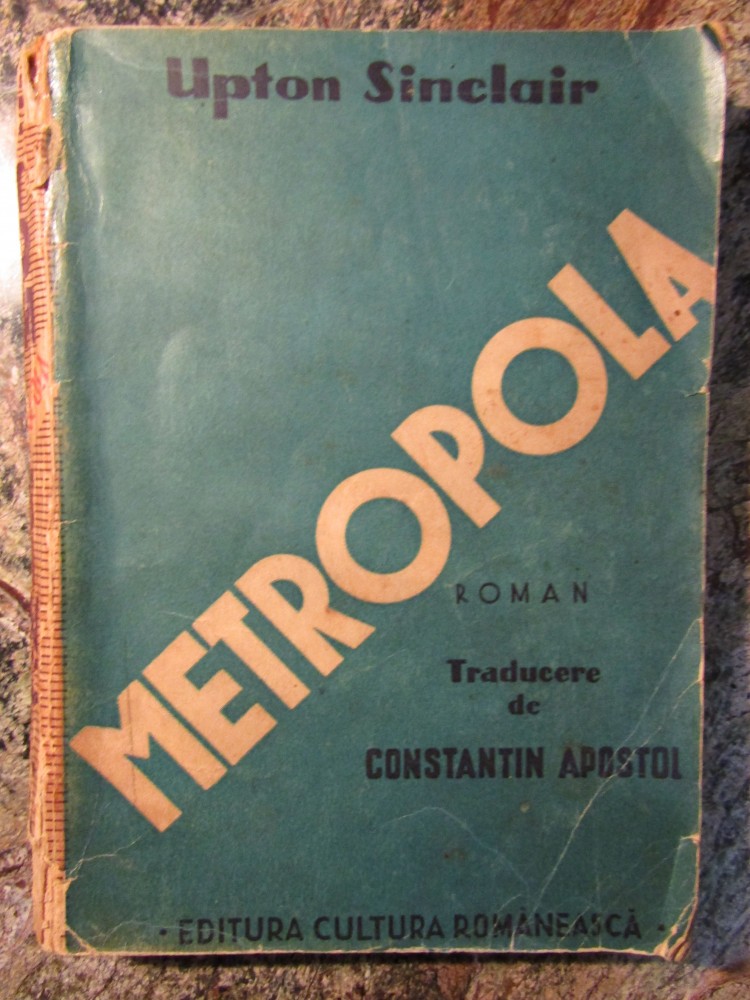 Upton Sinclair
METROPOLA
ROMAN
Traducere
de
CONSTANTIN APOSTOL
• EDITURA CULTURA ROMÂNEASCĂ •